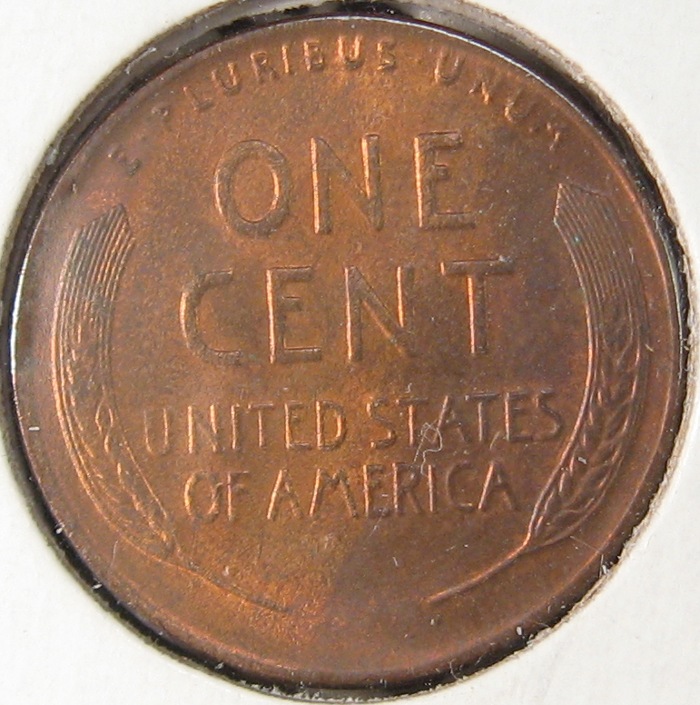 E · PLURIBUS · UNUM
ONE
CENT
UNITED STATES
OF AMERICA